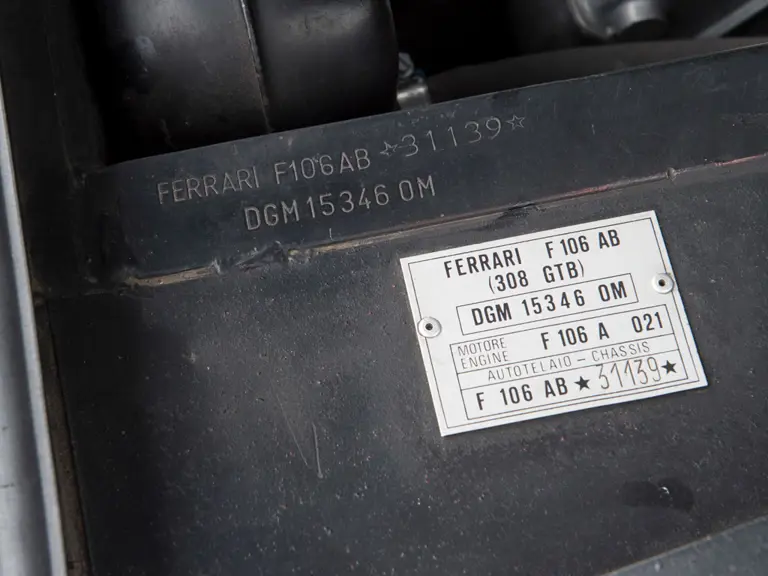 FERRARI F106AB ☆31139☆
DGM15346 OM
FERRARI F 106 AB
(308 GTB)
DGM 15346 OM
MOTORE
ENGINE F 106 A 021
AUTOTELAIO - CHASSIS
F 106 AB ★ 31139 ★